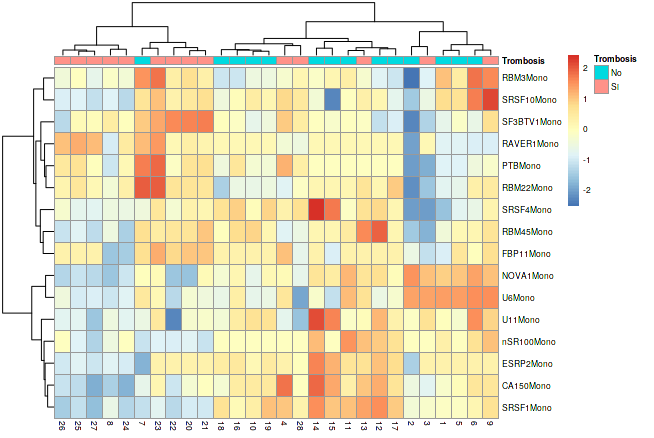 Trombosis
RBM3Mono
SRSF10Mono
SF3BTV1Mono
RAVER1Mono
PTBMono
RBM22Mono
SRSF4Mono
RBM45Mono
FBP11Mono
NOVA1Mono
U6Mono
U11Mono
nSR100Mono
ESRP2Mono
CA150Mono
SRSF1Mono
26 25 27 8 24 7 23 22 20 21 18 16 10 19 4 28 14 15 11 13 12 17 2 3 1 5 6 9
2
1
0
-1
-2
Trombosis
No
SI